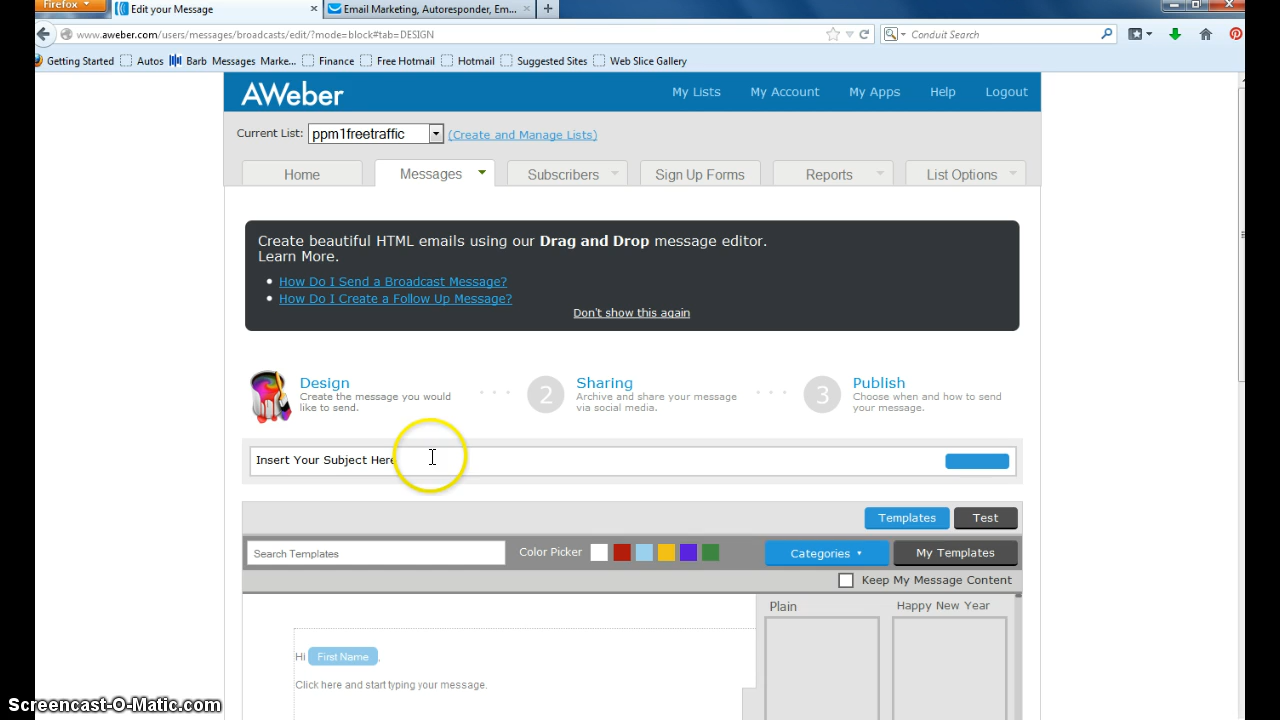 Firefox
Edit your Message
Email Marketing, Autoresponder, Em...
www.aweber.com/users/messages/broadcasts/edit/?mode=block#tab=DESIGN
Conduit Search
Getting Started Autos Barb Messages Marke... Finance Free Hotmail Hotmail Suggested Sites Web Slice Gallery
AWeber
My Lists My Account My Apps Help Logout
Current List: ppm1freetraffic (Create and Manage Lists)
Home Messages Subscribers Sign Up Forms Reports List Options
Create beautiful HTML emails using our Drag and Drop message editor.
Learn More.
• How Do I Send a Broadcast Message?
• How Do I Create a Follow Up Message?
Don't show this again
Design
Create the message you would
like to send.
2
Sharing
Archive and share your message
via social media.
3
Publish
Choose when and how to send
your message.
Insert Your Subject Here
Templates Test
Search Templates Color Picker Categories My Templates
Keep My Message Content
Plain Happy New Year
Hi First Name ,
Click here and start typing your message.
Screencast-O-Matic.com